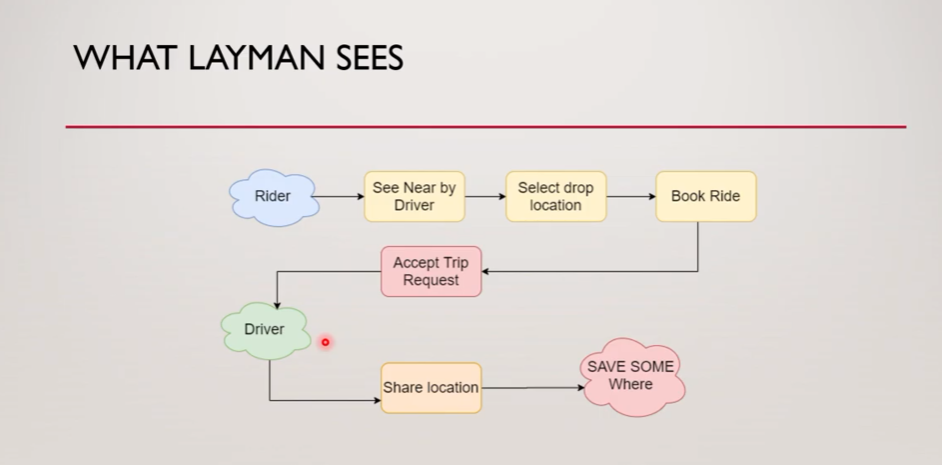 WHAT LAYMAN SEES
Rider
See Near by
Driver
Select drop
location
Book Ride
Accept Trip
Request
Driver
Share location
SAVE SOME
Where